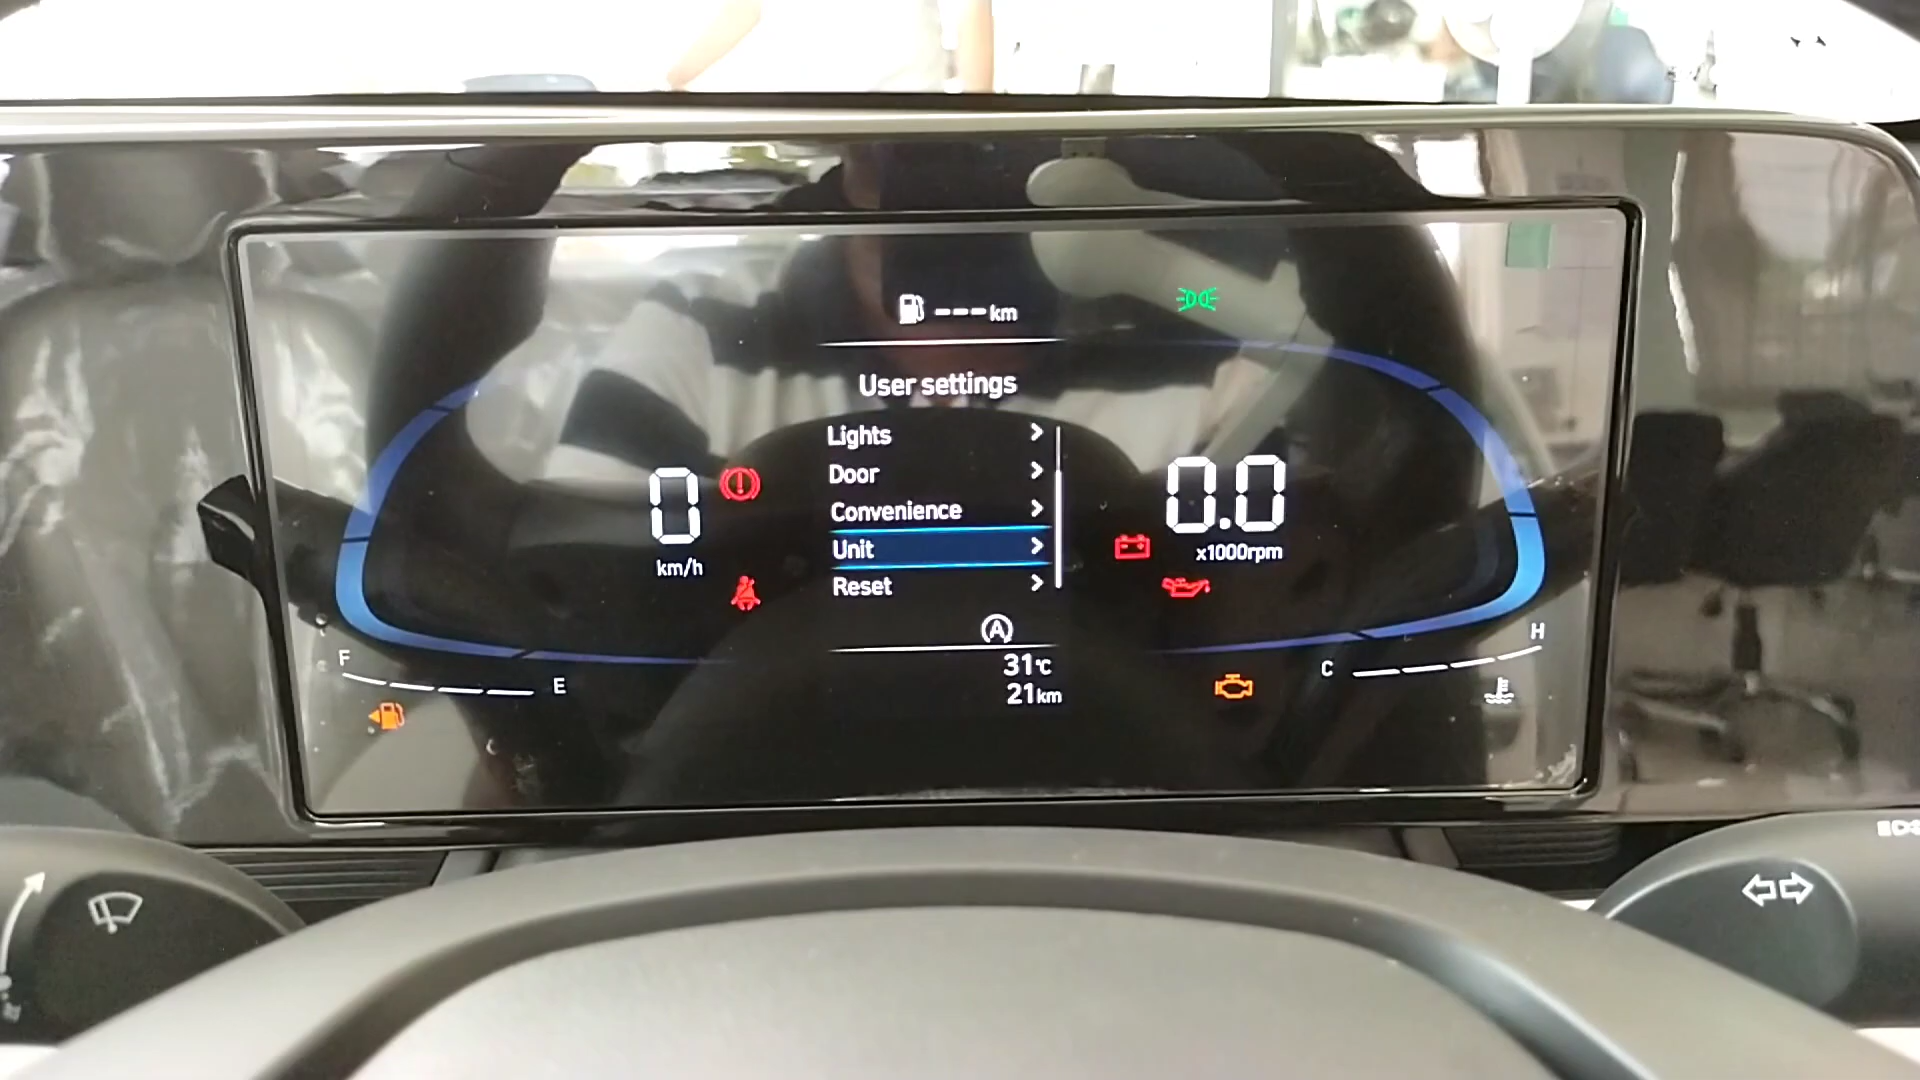 ---km
User settings
Lights
Door
Convenience
Unit
Reset
0
km/h
0.0
x1000rpm
A
31℃
21km
F
E
C
H